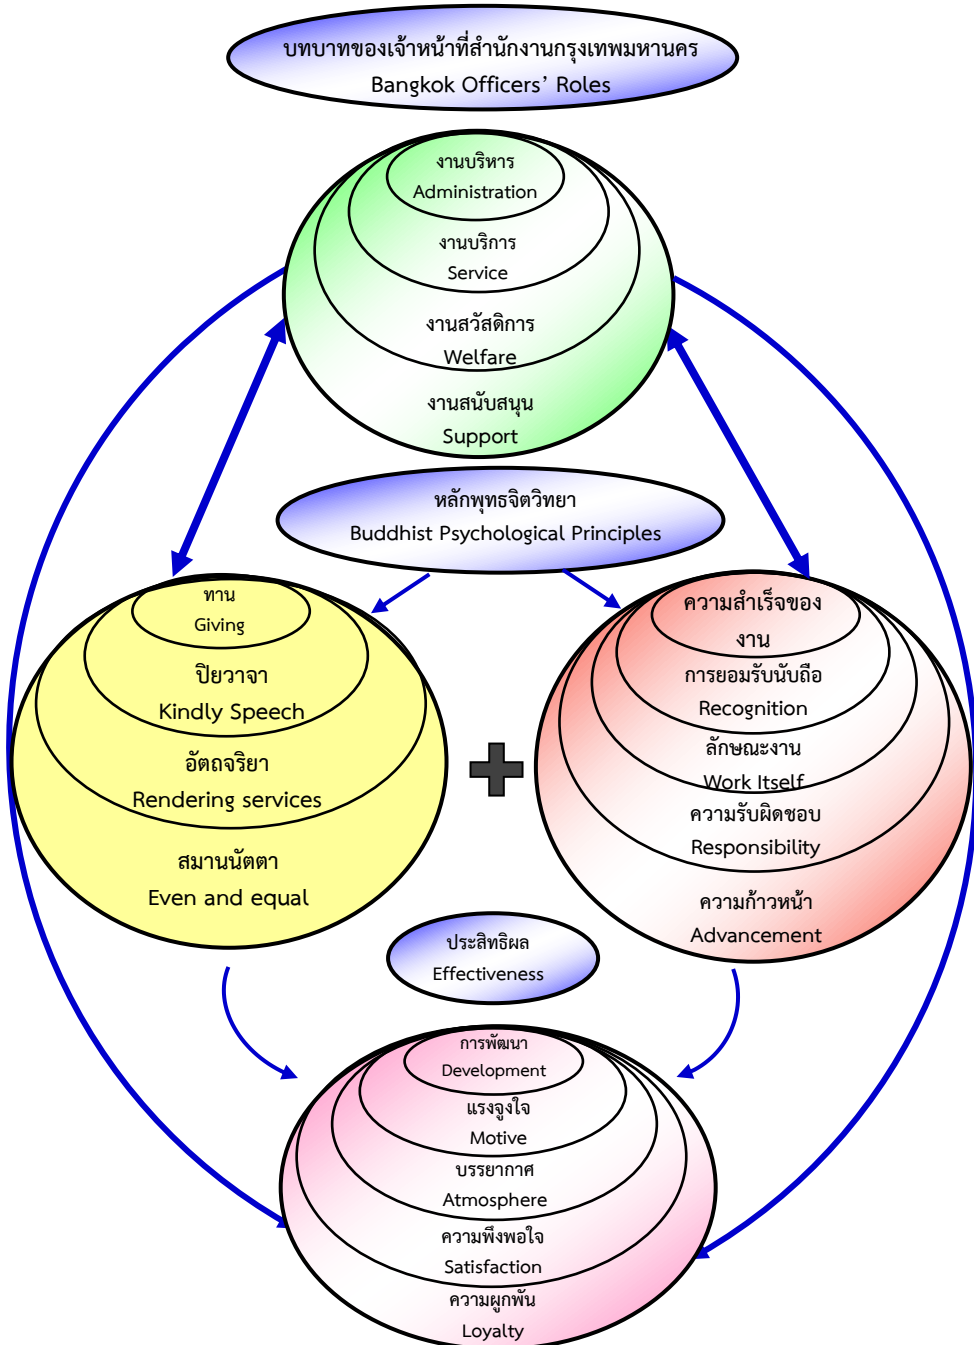 บทบาทของเจ้าหน้าที่สำนักงานกรุงเทพมหานคร
Bangkok Officers’ Roles
งานบริหาร
Administration
งานบริการ
Service
งานสวัสดิการ
Welfare
งานสนับสนุน
Support
หลักพุทธจิตวิทยา
Buddhist Psychological Principles
ทาน
Giving
ปิยวาจา
Kindly Speech
อัตถจริยา
Rendering services
สมานนัตตา
Even and equal
ความสำเร็จของ
งาน
การยอมรับนับถือ
Recognition
ลักษณะงาน
Work Itself
ความรับผิดชอบ
Responsibility
ความก้าวหน้า
Advancement
ประสิทธิผล
Effectiveness
การพัฒนา
Development
แรงจูงใจ
Motive
บรรยากาศ
Atmosphere
ความพึงพอใจ
Satisfaction
ความผูกพัน
Loyalty